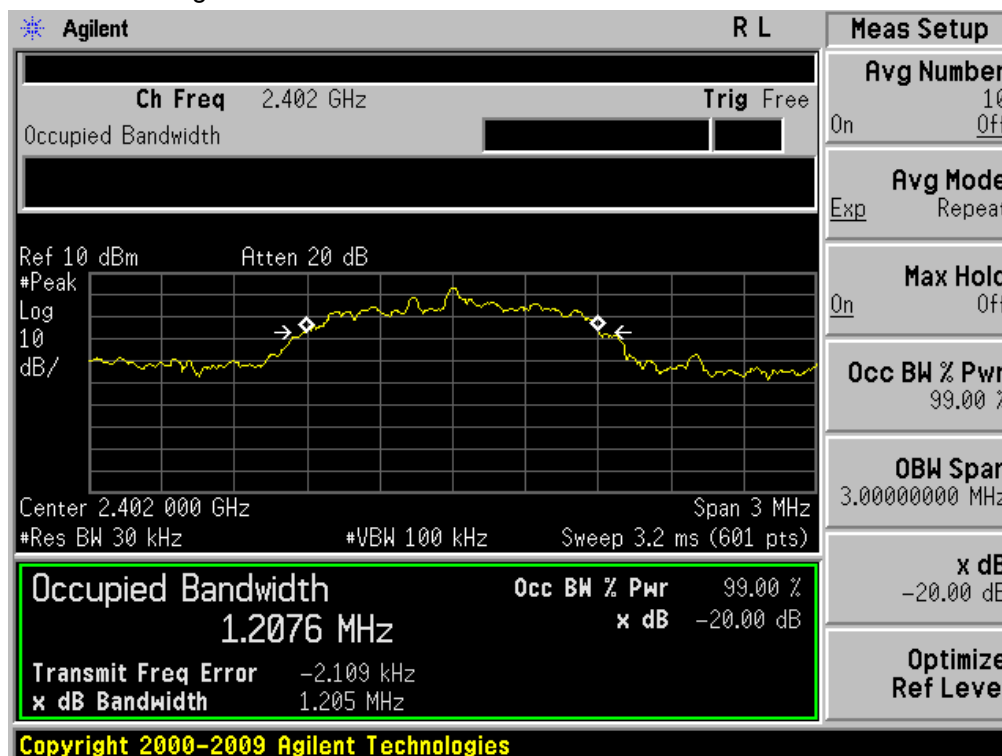 Agilent R L
Ch Freq 2.402 GHz Trig Free
Occupied Bandwidth
Ref 10 dBm Atten 20 dB
#Peak
Log
10
dB/
Center 2.402 000 GHz Span 3 MHz
#Res BW 30 kHz #VBW 100 kHz Sweep 3.2 ms (601 pts)
Occupied Bandwidth Occ BW % Pwr 99.00 %
1.2076 MHz x dB -20.00 dB
Transmit Freq Error -2.109 kHz
x dB Bandwidth 1.205 MHz
Copyright 2000-2009 Agilent Technologies
Meas Setup
Avg Number
10
On Off
Avg Mode
Exp Repeat
Max Hold
On Off
Occ BW % Pwr
99.00 %
OBW Span
3.00000000 MHz
x dB
-20.00 dB
Optimize
Ref Level